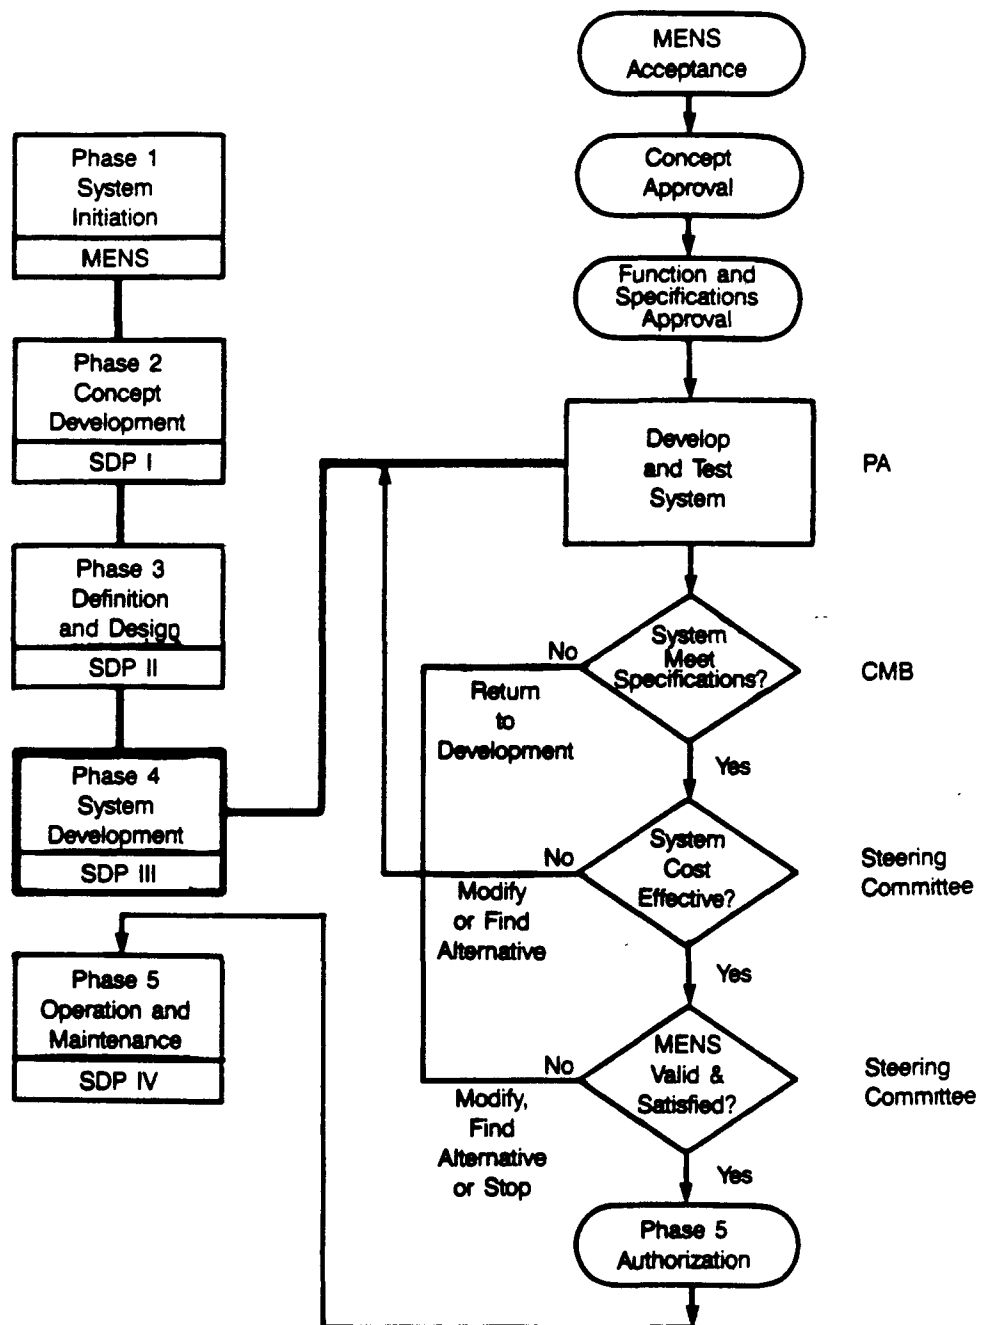 MENS
Acceptance
Concept
Approval
Function and
Specifications
Approval
Develop
and Test
System
PA
System
Meet
Specifications?
CMB
No
Return
to
Development
Yes
System
Cost
Effective?
Steering
Committee
No
Modify
or Find
Alternative
Yes
MENS
Valid &
Satisfied?
Steering
Committee
No
Modify,
Find
Alternative
or Stop
Yes
Phase 5
Authorization
Phase 1
System
Initiation
MENS
Phase 2
Concept
Development
SDP I
Phase 3
Definition
and Design
SDP II
Phase 4
System
Development
SDP III
Phase 5
Operation and
Maintenance
SDP IV